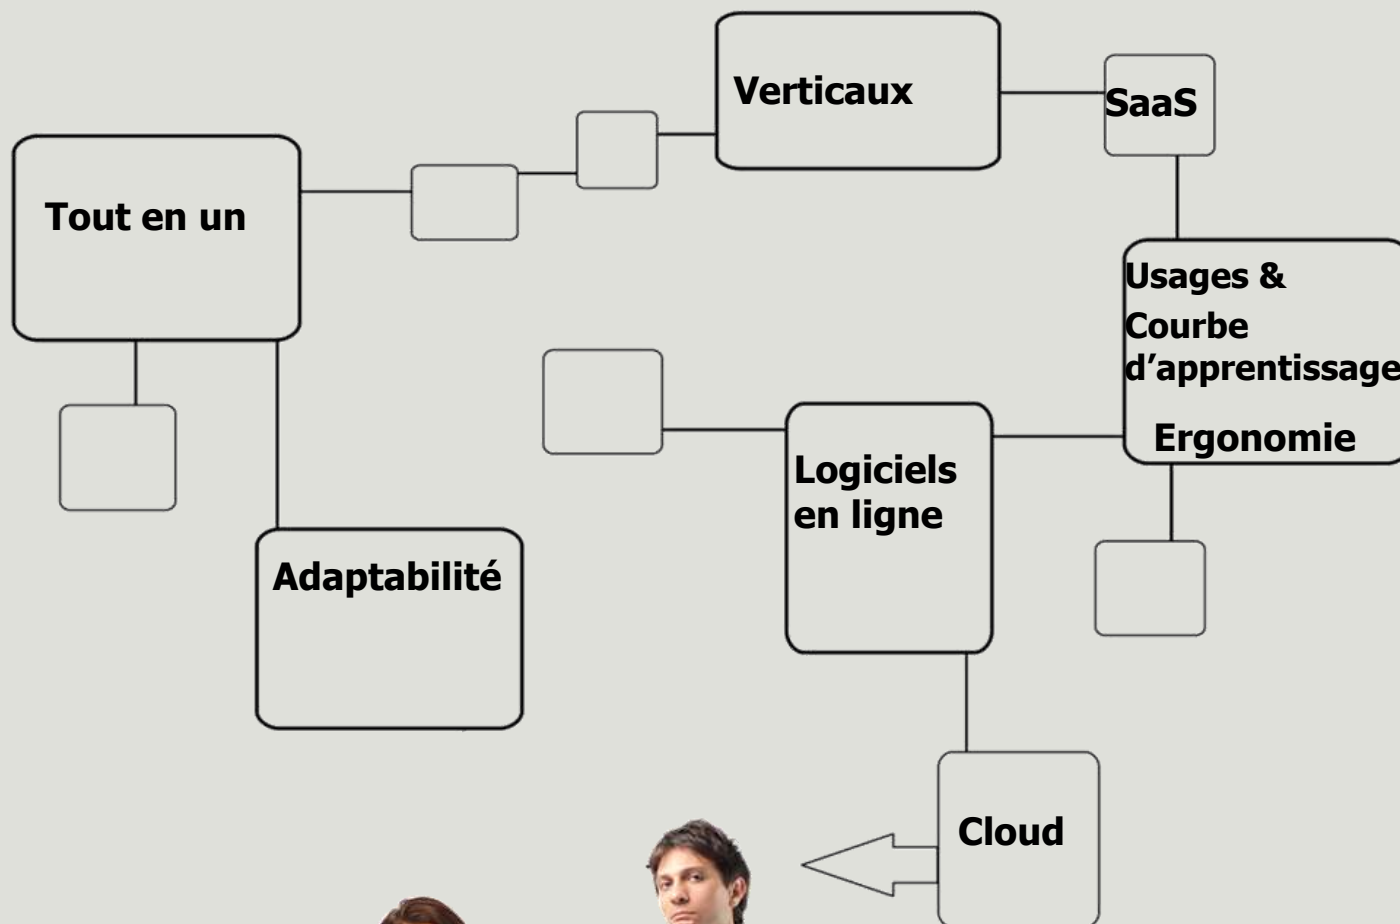 Verticaux
SaaS
Tout en un
Usages &
Courbe
d’apprentissage
Ergonomie
Logiciels
en ligne
Adaptabilité
Cloud